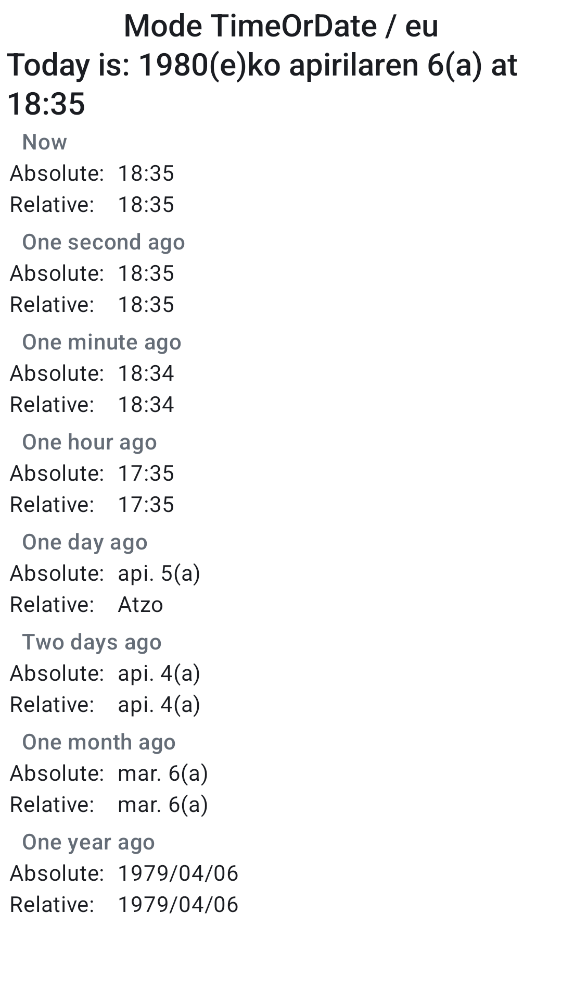 Mode TimeOrDate / eu
Today is: 1980(e)ko apirilaren 6(a) at
18:35
Now
Absolute: 18:35
Relative: 18:35
One second ago
Absolute: 18:35
Relative: 18:35
One minute ago
Absolute: 18:34
Relative: 18:34
One hour ago
Absolute: 17:35
Relative: 17:35
One day ago
Absolute: api. 5(a)
Relative: Atzo
Two days ago
Absolute: api. 4(a)
Relative: api. 4(a)
One month ago
Absolute: mar. 6(a)
Relative: mar. 6(a)
One year ago
Absolute: 1979/04/06
Relative: 1979/04/06